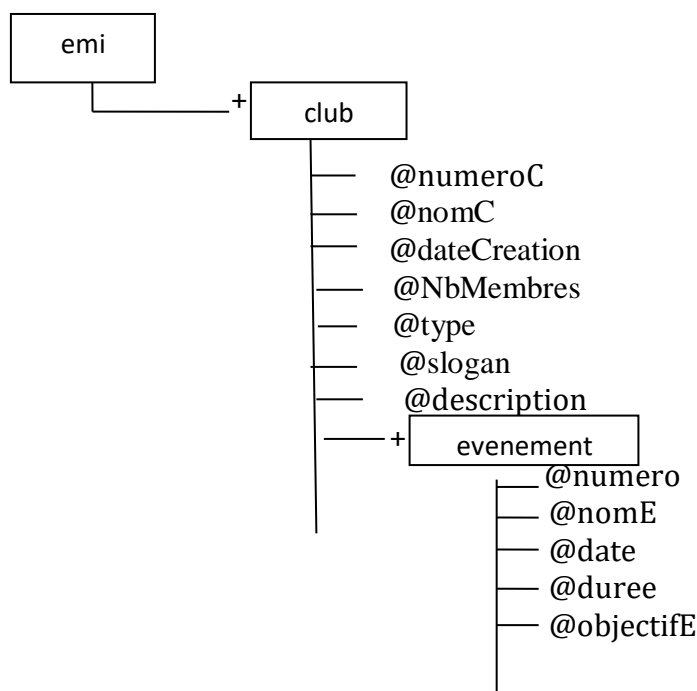 emi
+
club
@numeroC
@nomC
@dateCreation
@NbMembres
@type
@slogan
@description
+
evenement
@numero
@nomE
@date
@duree
@objectifE